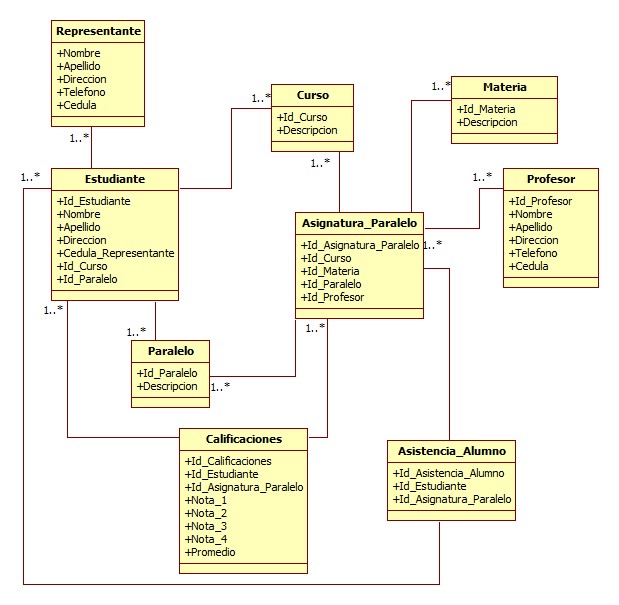 Representante
+Nombre
+Apellido
+Direccion
+Telefono
+Cedula
1..*
Curso
+Id_Curso
+Descripcion
1..*
1..*
Materia
+Id_Materia
+Descripcion
1..*
Estudiante
+Id_Estudiante
+Nombre
+Apellido
+Direccion
+Cedula_Representante
+Id_Curso
+Id_Paralelo
1..*
1..*
1..*
Profesor
+Id_Profesor
+Nombre
+Apellido
+Direccion
+Telefono
+Cedula
1..*
Asignatura_Paralelo
+Id_Asignatura_Paralelo
+Id_Curso
+Id_Materia
+Id_Paralelo
+Id_Profesor
1..*
1..*
Paralelo
+Id_Paralelo
+Descripcion
1..*
Calificaciones
+Id_Calificaciones
+Id_Estudiante
+Id_Asignatura_Paralelo
+Nota_1
+Nota_2
+Nota_3
+Nota_4
+Promedio
Asistencia_Alumno
+Id_Asistencia_Alumno
+Id_Estudiante
+Id_Asignatura_Paralelo